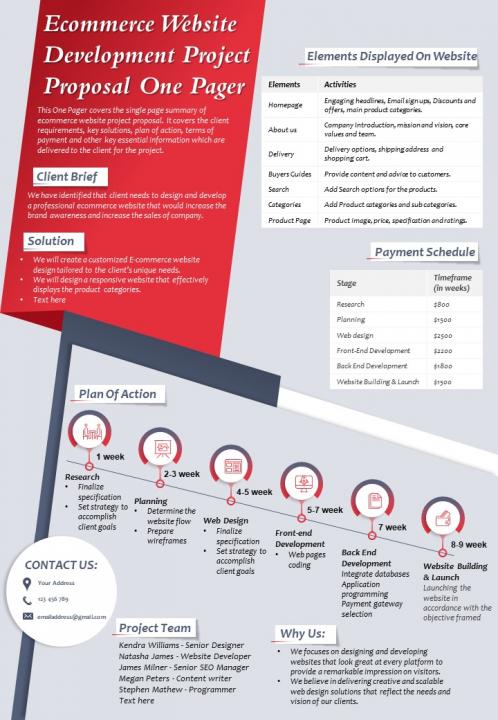 Ecommerce Website
Development Project
Proposal One Pager
This One Pager covers the single page summary of
ecommerce website project proposal. It covers the client
requirements, key solutions, plan of action, terms of
payment and other key essential information which are
delivered to the client for the project.
Client Brief
We have identified that client needs to design and develop
a professional ecommerce website that would increase the
brand awareness and increase the sales of company.
Solution
• We will create a customized E-commerce website
design tailored to the client's unique needs.
• We will design a responsive website that effectively
displays the product categories.
• Text here
Elements Displayed On Website
Elements Activities
Homepage Engaging headlines, Email sign ups, Discounts and
offers, main product categories.
About us Company Introduction, mission and vision, core
values and team.
Delivery Delivery options, shipping address and
shopping cart.
Buyers Guides Provide content and advice to customers.
Search Add Search options for the products.
Categories Add Product categories and sub categories.
Product Page Product image, price, specification and ratings.
Payment Schedule
Stage Timeframe
(in weeks)
Research $800
Planning $1500
Web design $2500
Front-End Development $2200
Back End Development $1800
Website Building & Launch $1500
Plan Of Action
1 week
Research
• Finalize
specification
• Set strategy to
accomplish
client goals
2-3 week
Planning
• Determine the
website flow
• Prepare
wireframes
4-5 week
Web Design
• Finalize
specification
• Set strategy to
accomplish
client goals
5-7 week
Front-end
Development
• Web pages
coding
7 week
Back End
Development
Integrate databases
Application
programming
Payment gateway
selection
8-9 week
Website Building
& Launch
Launching the
website in
accordance with the
objective framed
CONTACT US:
Your Address
123 456 789
emailaddress@gmail.com
Project Team
Kendra Williams - Senior Designer
Natasha James - Website Developer
James Milner - Senior SEO Manager
Megan Peters - Content writer
Stephen Mathew - Programmer
Text here
Why Us:
• We focuses on designing and developing
websites that look great at every platform to
provide a remarkable impression on visitors.
• We believe in delivering creative and scalable
web design solutions that reflect the needs and
vision of our clients.